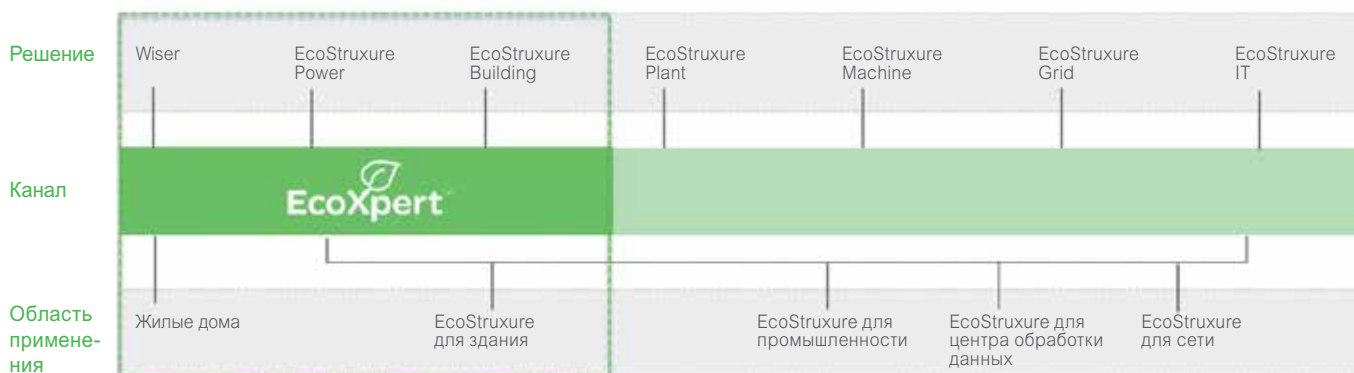 Решение
Wiser
EcoStruxure
Power
EcoStruxure
Building
EcoStruxure
Plant
EcoStruxure
Machine
EcoStruxure
Grid
EcoStruxure
IT
Канал
EcoXpert
Область
примене-
ния
Жилые дома
EcoStruxure
для здания
EcoStruxure для
промышленности
EcoStruxure для
центра обработки
данных
EcoStruxure
для сети